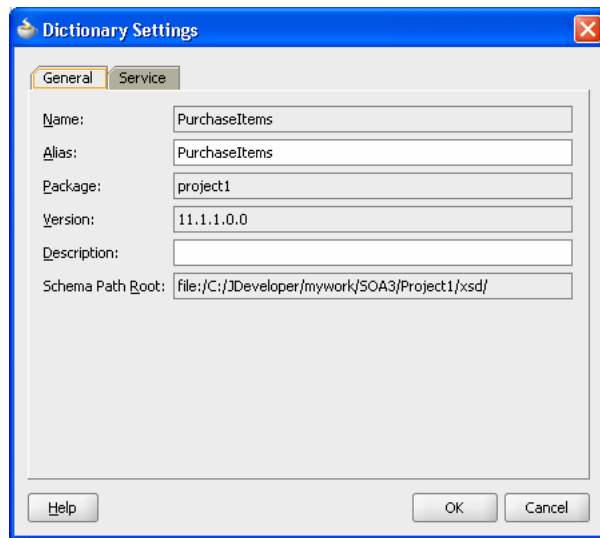 Dictionary Settings
General Service
Name: PurchaseItems
Alias: PurchaseItems
Package: project1
Version: 11.1.1.0.0
Description:
Schema Path Root: file:/C:/JDeveloper/mywork/SOA3/Project1/xsd/
Help OK Cancel